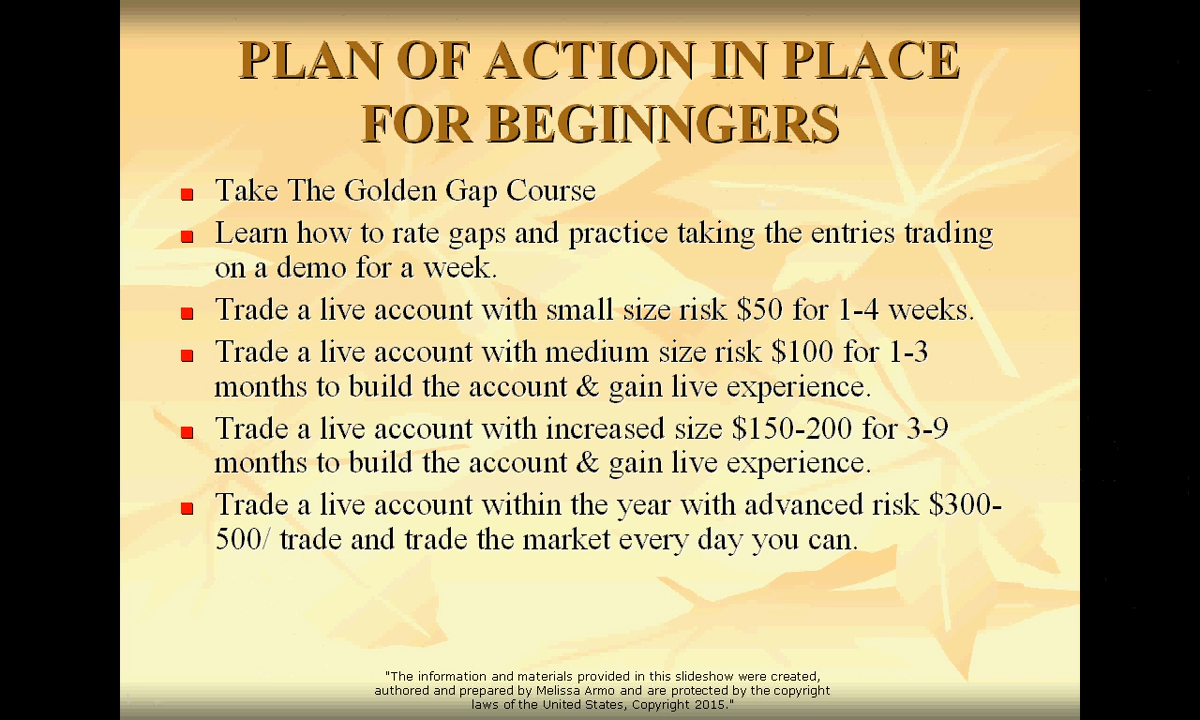 PLAN OF ACTION IN PLACE
FOR BEGINNGERS
Take The Golden Gap Course
Learn how to rate gaps and practice taking the entries trading
on a demo for a week.
Trade a live account with small size risk $50 for 1-4 weeks.
Trade a live account with medium size risk $100 for 1-3
months to build the account & gain live experience.
Trade a live account with increased size $150-200 for 3-9
months to build the account & gain live experience.
Trade a live account within the year with advanced risk $300-
500/ trade and trade the market every day you can.
"The information and materials provided in this slideshow were created,
authored and prepared by Melissa Armo and are protected by the copyright
laws of the United States, Copyright 2015."